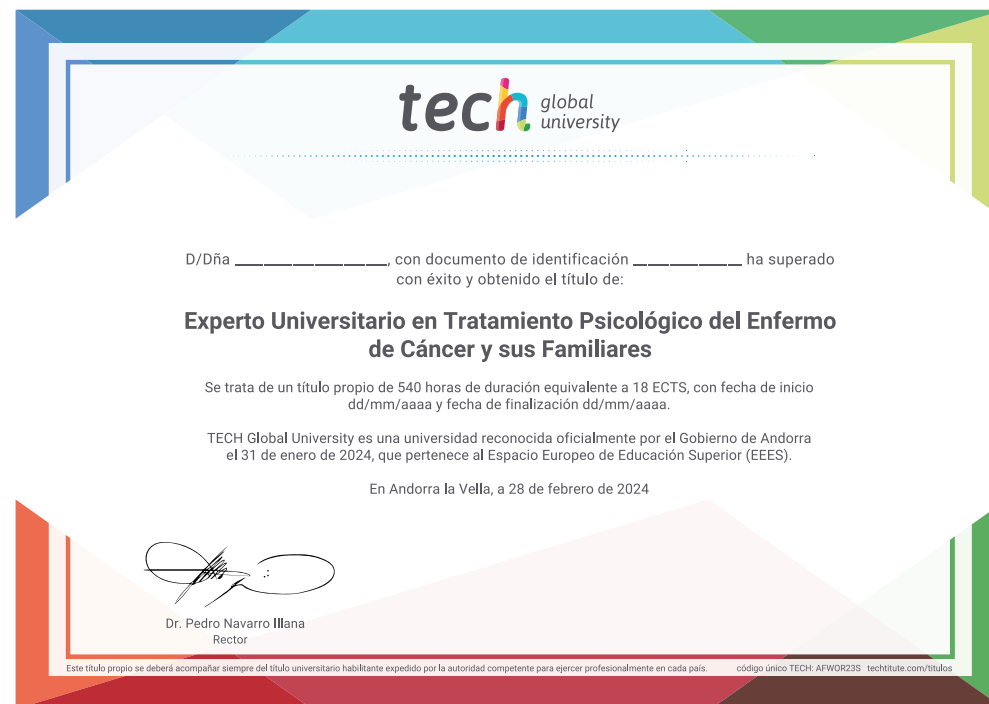 tech global university
D/Dña ____________________, con documento de identificación ______________ ha superado
con éxito y obtenido el título de:
Experto Universitario en Tratamiento Psicológico del Enfermo
de Cáncer y sus Familiares
Se trata de un título propio de 540 horas de duración equivalente a 18 ECTS, con fecha de inicio
dd/mm/aaaa y fecha de finalización dd/mm/aaaa.
TECH Global University es una universidad reconocida oficialmente por el Gobierno de Andorra
el 31 de enero de 2024, que pertenece al Espacio Europeo de Educación Superior (EEES).
En Andorra la Vella, a 28 de febrero de 2024
Dr. Pedro Navarro Illana
Rector
Este título propio se deberá acompañar siempre del título universitario habilitante expedido por la autoridad competente para ejercer profesionalmente en cada país. código único TECH: AFWOR23S techtitute.com/titulos